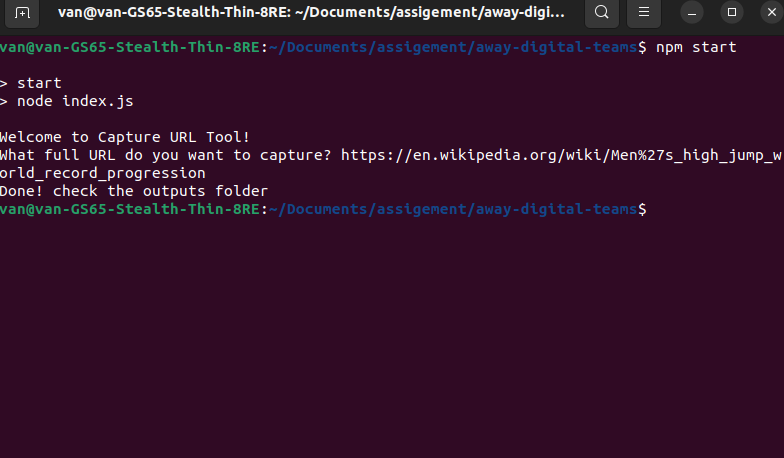 van@van-GS65-Stealth-Thin-8RE: ~/Documents/assigement/away-digi...
van@van-GS65-Stealth-Thin-8RE:~/Documents/assigement/away-digital-teams$ npm start
> start
> node index.js
Welcome to Capture URL Tool!
What full URL do you want to capture? https://en.wikipedia.org/wiki/Men%27s_high_jump_w
orld_record_progression
Done! check the outputs folder
van@van-GS65-Stealth-Thin-8RE:~/Documents/assigement/away-digital-teams$